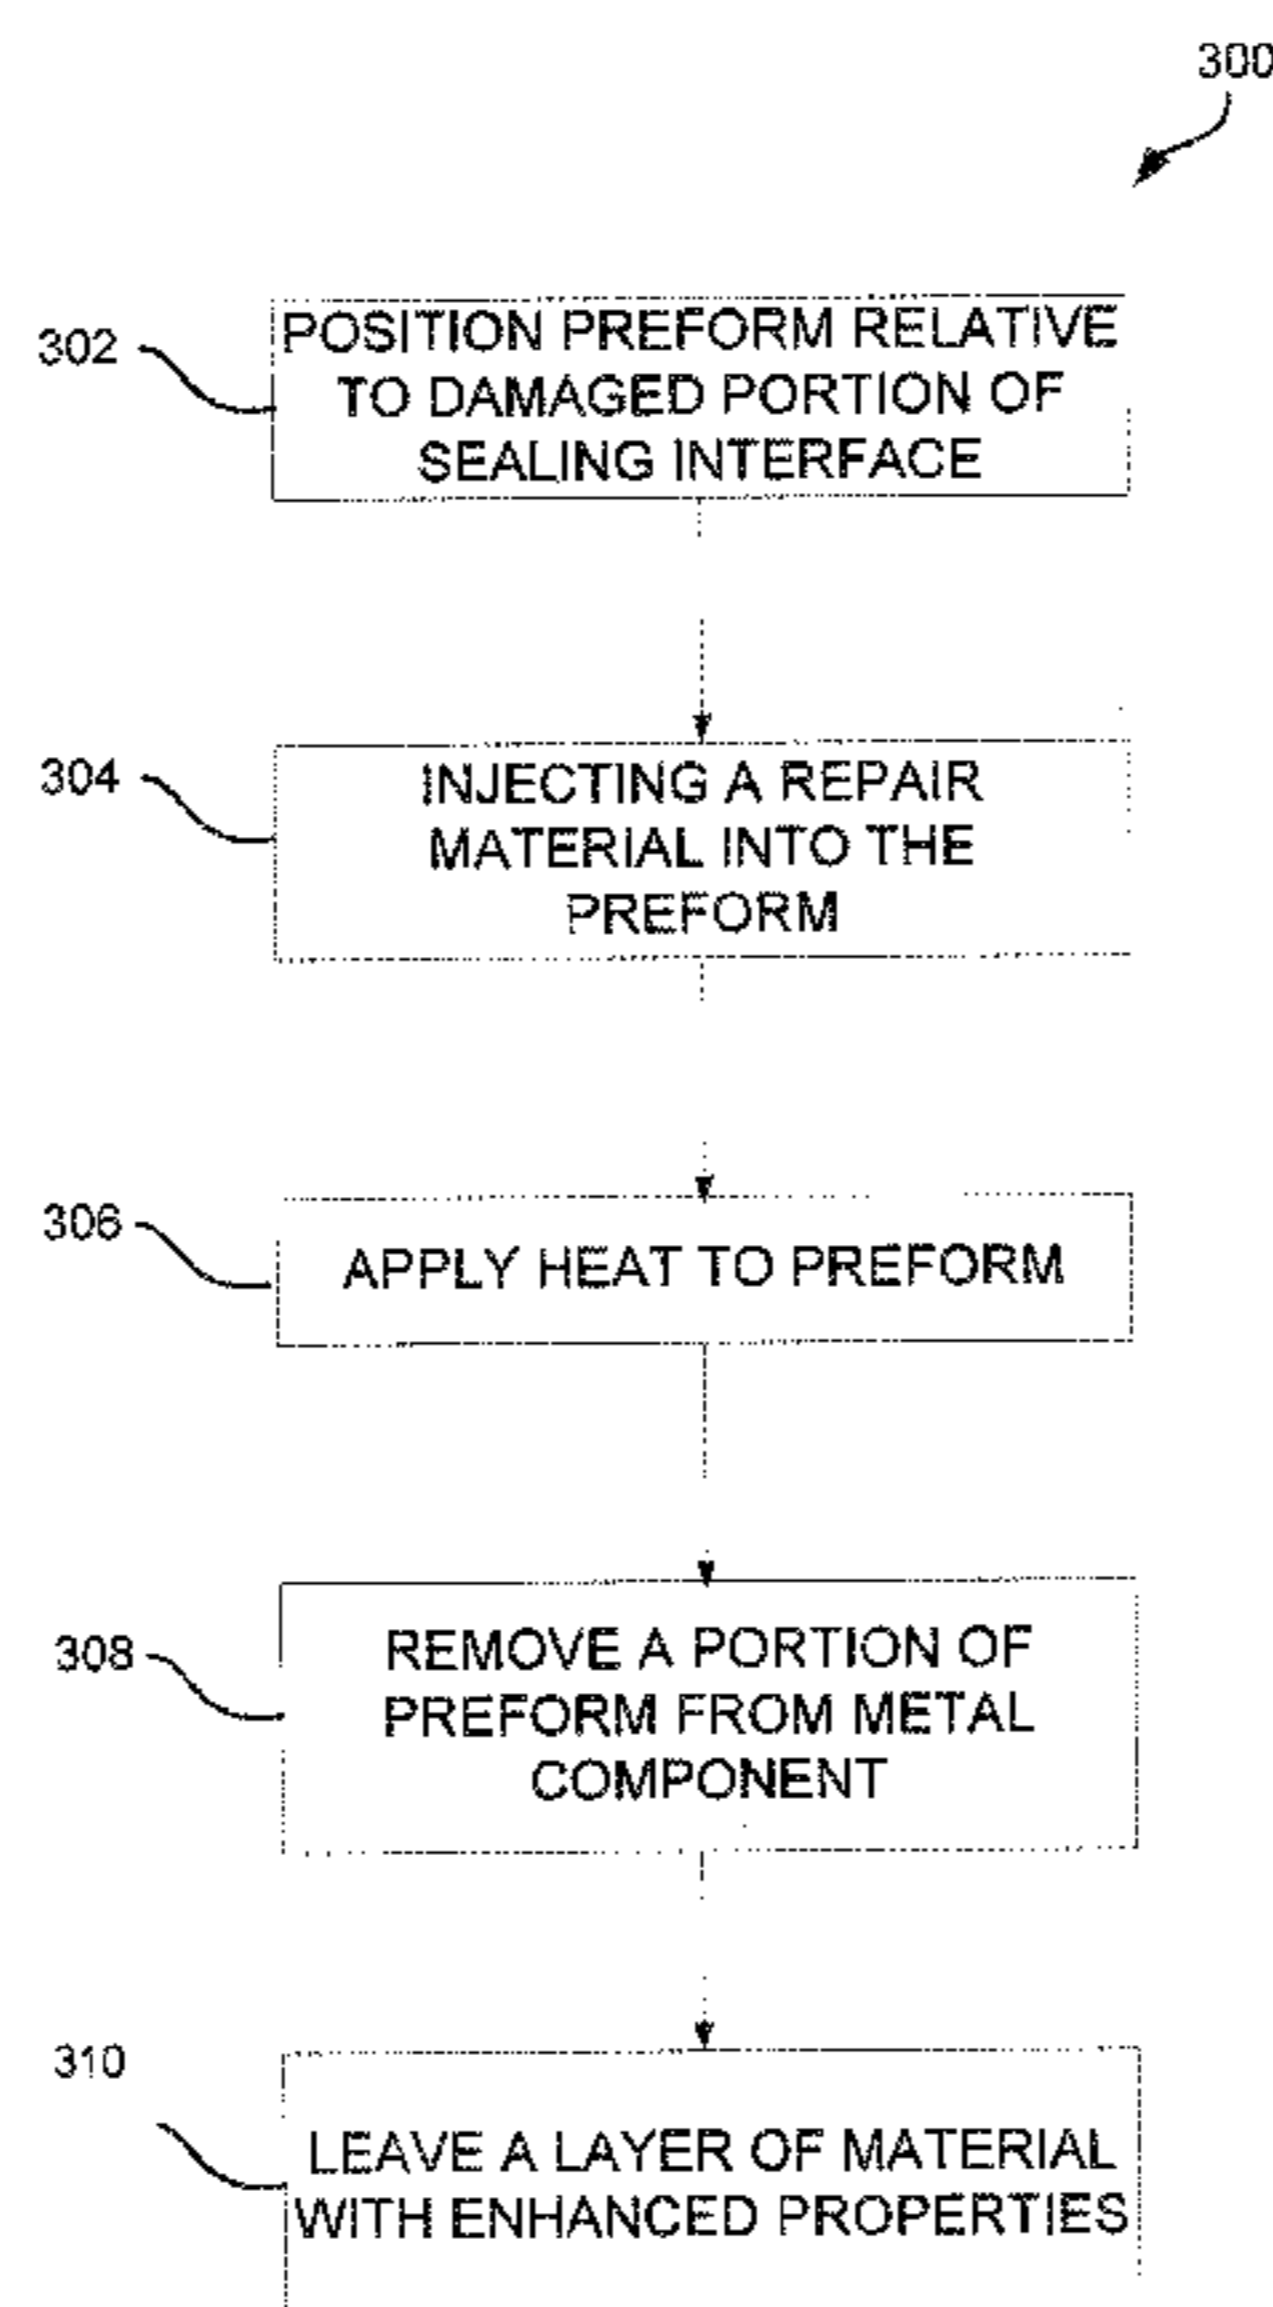 300
302
POSITION PREFORM RELATIVE
TO DAMAGED PORTION OF
SEALING INTERFACE
304
INJECTING A REPAIR
MATERIAL INTO THE
PREFORM
306
APPLY HEAT TO PREFORM
308
REMOVE A PORTION OF
PREFORM FROM METAL
COMPONENT
310
LEAVE A LAYER OF MATERIAL
WITH ENHANCED PROPERTIES